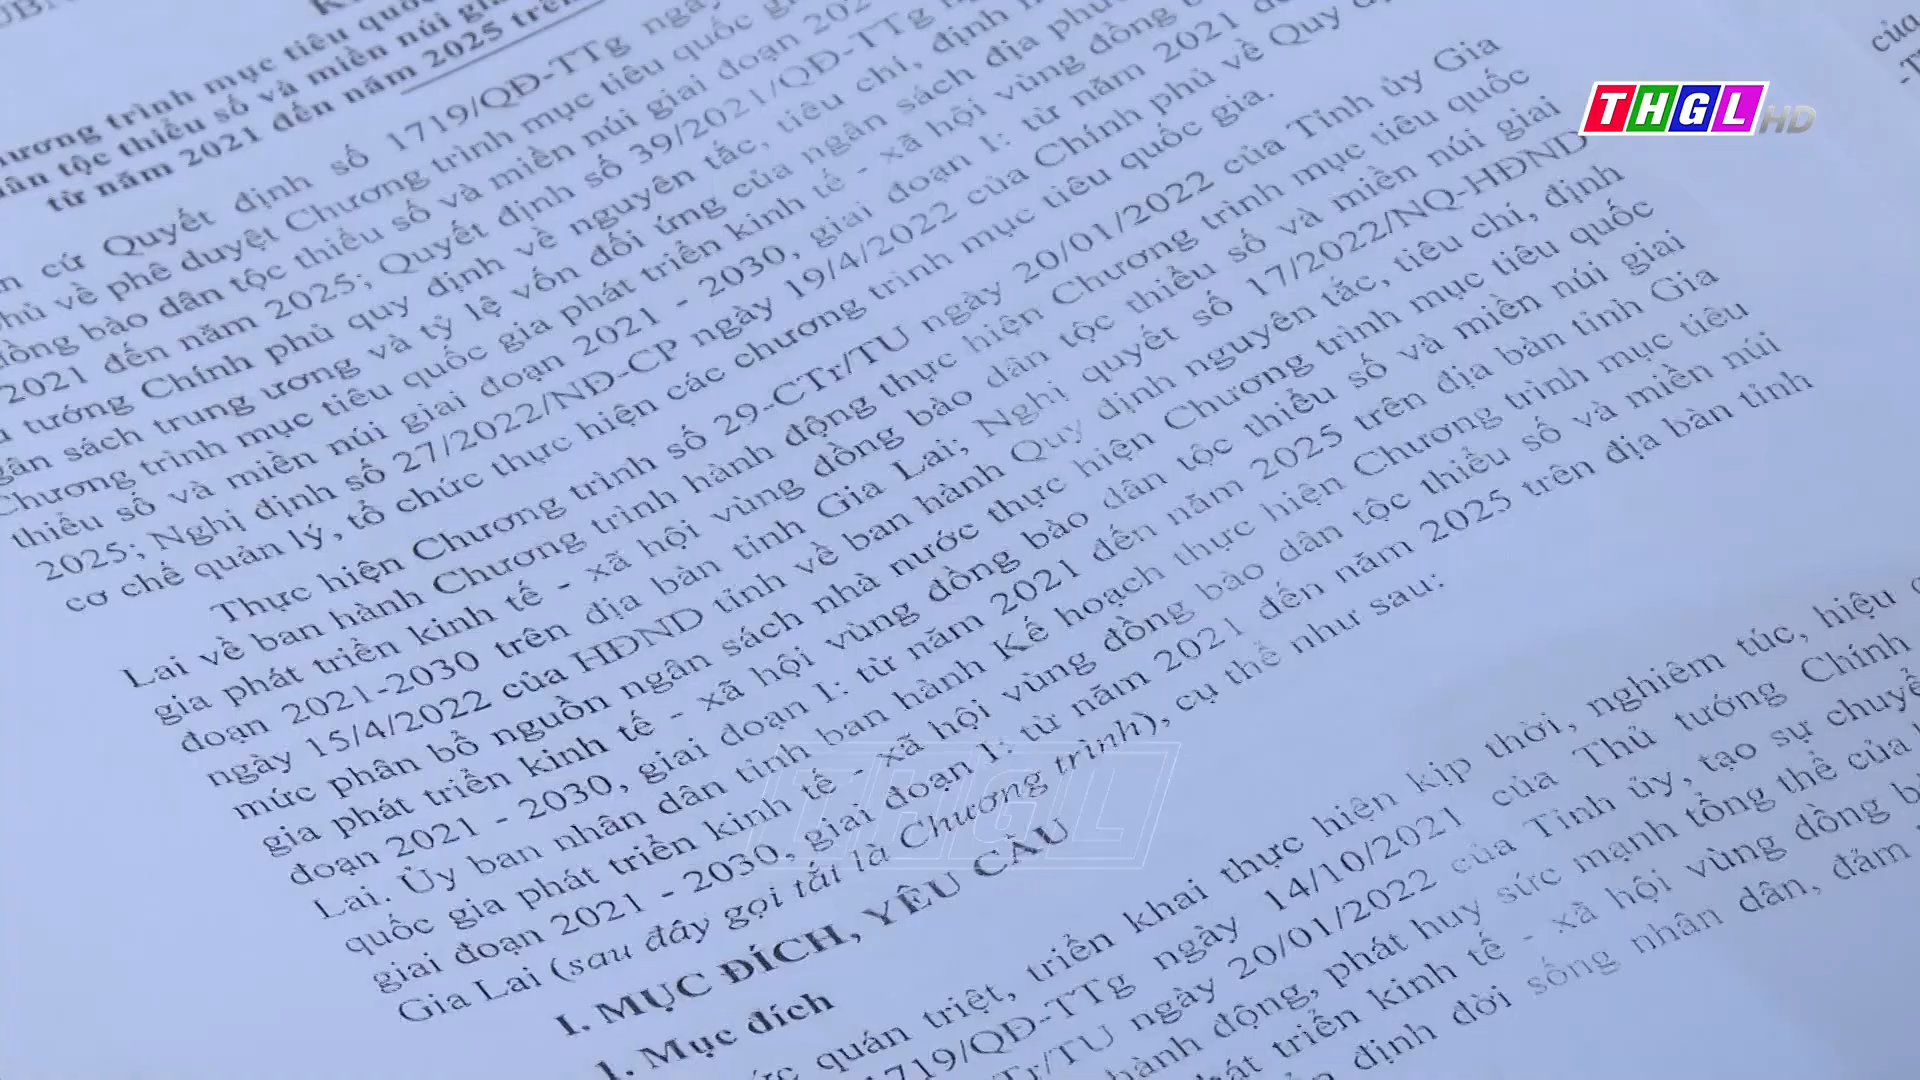 THGL HD
ương trình mục tiêu quốc
ân tộc thiểu số và miền núi gia
từ năm 2021 đến năm 2025 trên
n cứ Quyết định số 1719/QĐ-TTg ngày
hủ về phê duyệt Chương trình mục tiêu quốc gi
đồng bào dân tộc thiểu số và miền núi giai đoạn 202
2021 đến năm 2025; Quyết định số 39/2021/QĐ-TTg ng
tướng Chính phủ quy định về nguyên tắc, tiêu chí, định m
gân sách trung ương và tỷ lệ vốn đối ứng của ngân sách địa phươ
Chương trình mục tiêu quốc gia phát triển kinh tế - xã hội vùng đồng b
thiểu số và miền núi giai đoạn 2021 - 2030, giai đoạn I: từ năm 2021 đế
2025; Nghị định số 27/2022/NĐ-CP ngày 19/4/2022 của Chính phủ về Quy đị
cơ chế quản lý, tổ chức thực hiện các chương trình mục tiêu quốc gia.
Thực hiện Chương trình số 29-CTr/TU ngày 20/01/2022 của Tỉnh ủy Gia
Lai về ban hành Chương trình hành động thực hiện Chương trình mục tiêu quốc
gia phát triển kinh tế - xã hội vùng đồng bào dân tộc thiểu số và miền núi giai
đoạn 2021-2030 trên địa bàn tỉnh Gia Lai; Nghị quyết số 17/2022/NQ-HĐND
ngày 15/4/2022 của HĐND tỉnh về ban hành Quy định nguyên tắc, tiêu chí, định
mức phân bổ nguồn ngân sách nhà nước thực hiện Chương trình mục tiêu quốc
gia phát triển kinh tế - xã hội vùng đồng bào dân tộc thiểu số và miền núi giai
đoạn 2021 - 2030, giai đoạn I: từ năm 2021 đến năm 2025 trên địa bàn tỉnh Gia
Lai. Ủy ban nhân dân tỉnh ban hành Kế hoạch thực hiện Chương trình mục tiêu
quốc gia phát triển kinh tế - xã hội vùng đồng bào dân tộc thiểu số và miền núi
giai đoạn 2021 - 2030, giai đoạn I: từ năm 2021 đến năm 2025 trên địa bàn tỉnh
Gia Lai (sau đây gọi tắt là Chương trình), cụ thể như sau:
I. MỤC ĐÍCH, YÊU CẦU
1. Mục đích
quán triệt, triển khai thực hiện kịp thời, nghiêm túc, hiệu
1719/QĐ-TTg ngày 14/10/2021 của Thủ tướng Chính
r/TU ngày 20/01/2022 của Tỉnh ủy, tạo sự chuyể
hành động, phát huy sức mạnh tổng thể của
hát triển kinh tế - xã hội vùng đồng b
định đời sống nhân dân, đảm
của
THGL